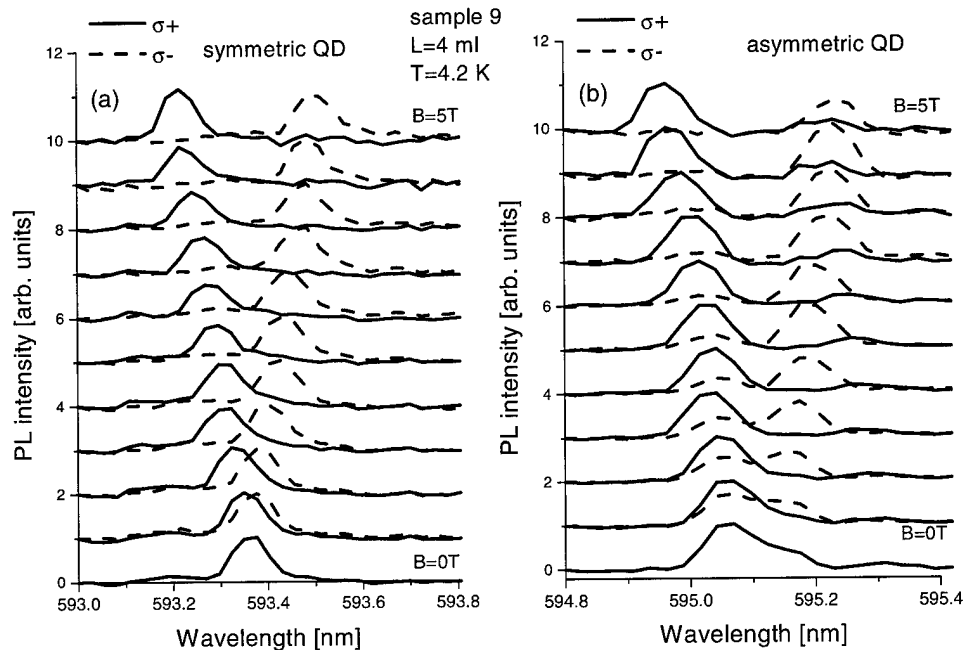 σ+
σ-
symmetric QD
sample 9
L=4 ml
T=4.2 K
σ+
σ-
asymmetric QD
(a)
B=5T
B=0T
12
10
8
6
4
2
0
PL intensity [arb. units]
593.0
593.2
593.4
593.6
593.8
Wavelength [nm]
(b)
B=5T
B=0T
12
10
8
6
4
2
0
PL intensity [arb. units]
594.8
595.0
595.2
595.4
Wavelength [nm]